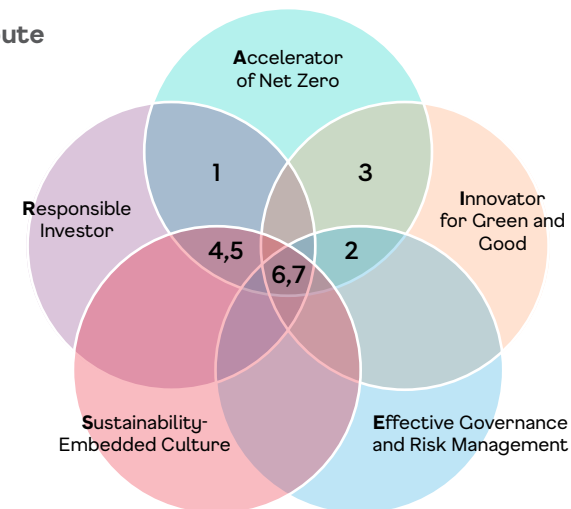 ute
Accelerator
of Net Zero
1
3
Responsible
Investor
Innovator
for Green and
Good
4,5
2
6,7
Sustainability-
Embedded Culture
Effective Governance
and Risk Management